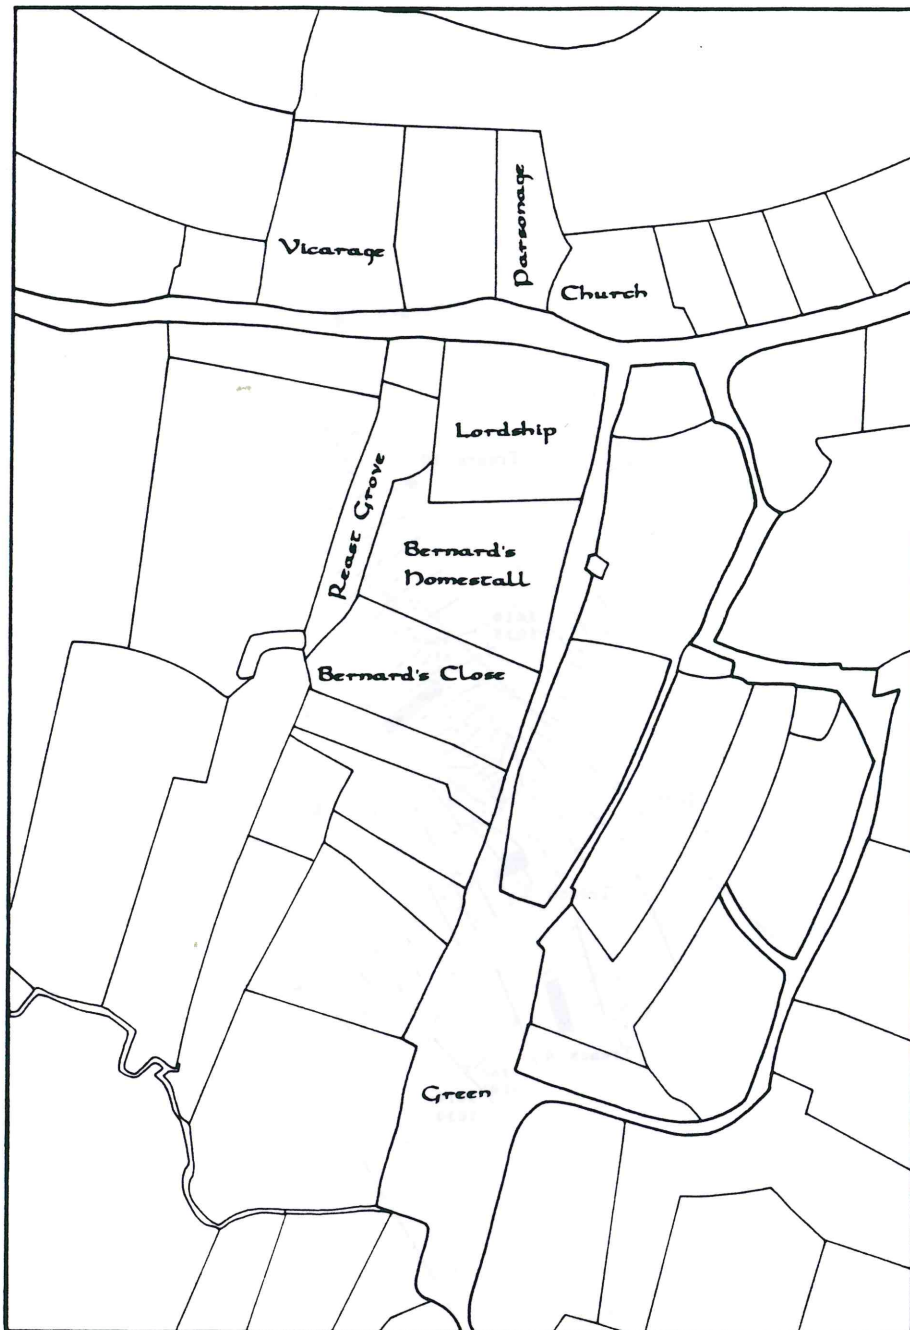 Parsonage
Vicarage
Church
Lordship
Reast Grove
Bernard's
Homestall
Bernard's Close
Green